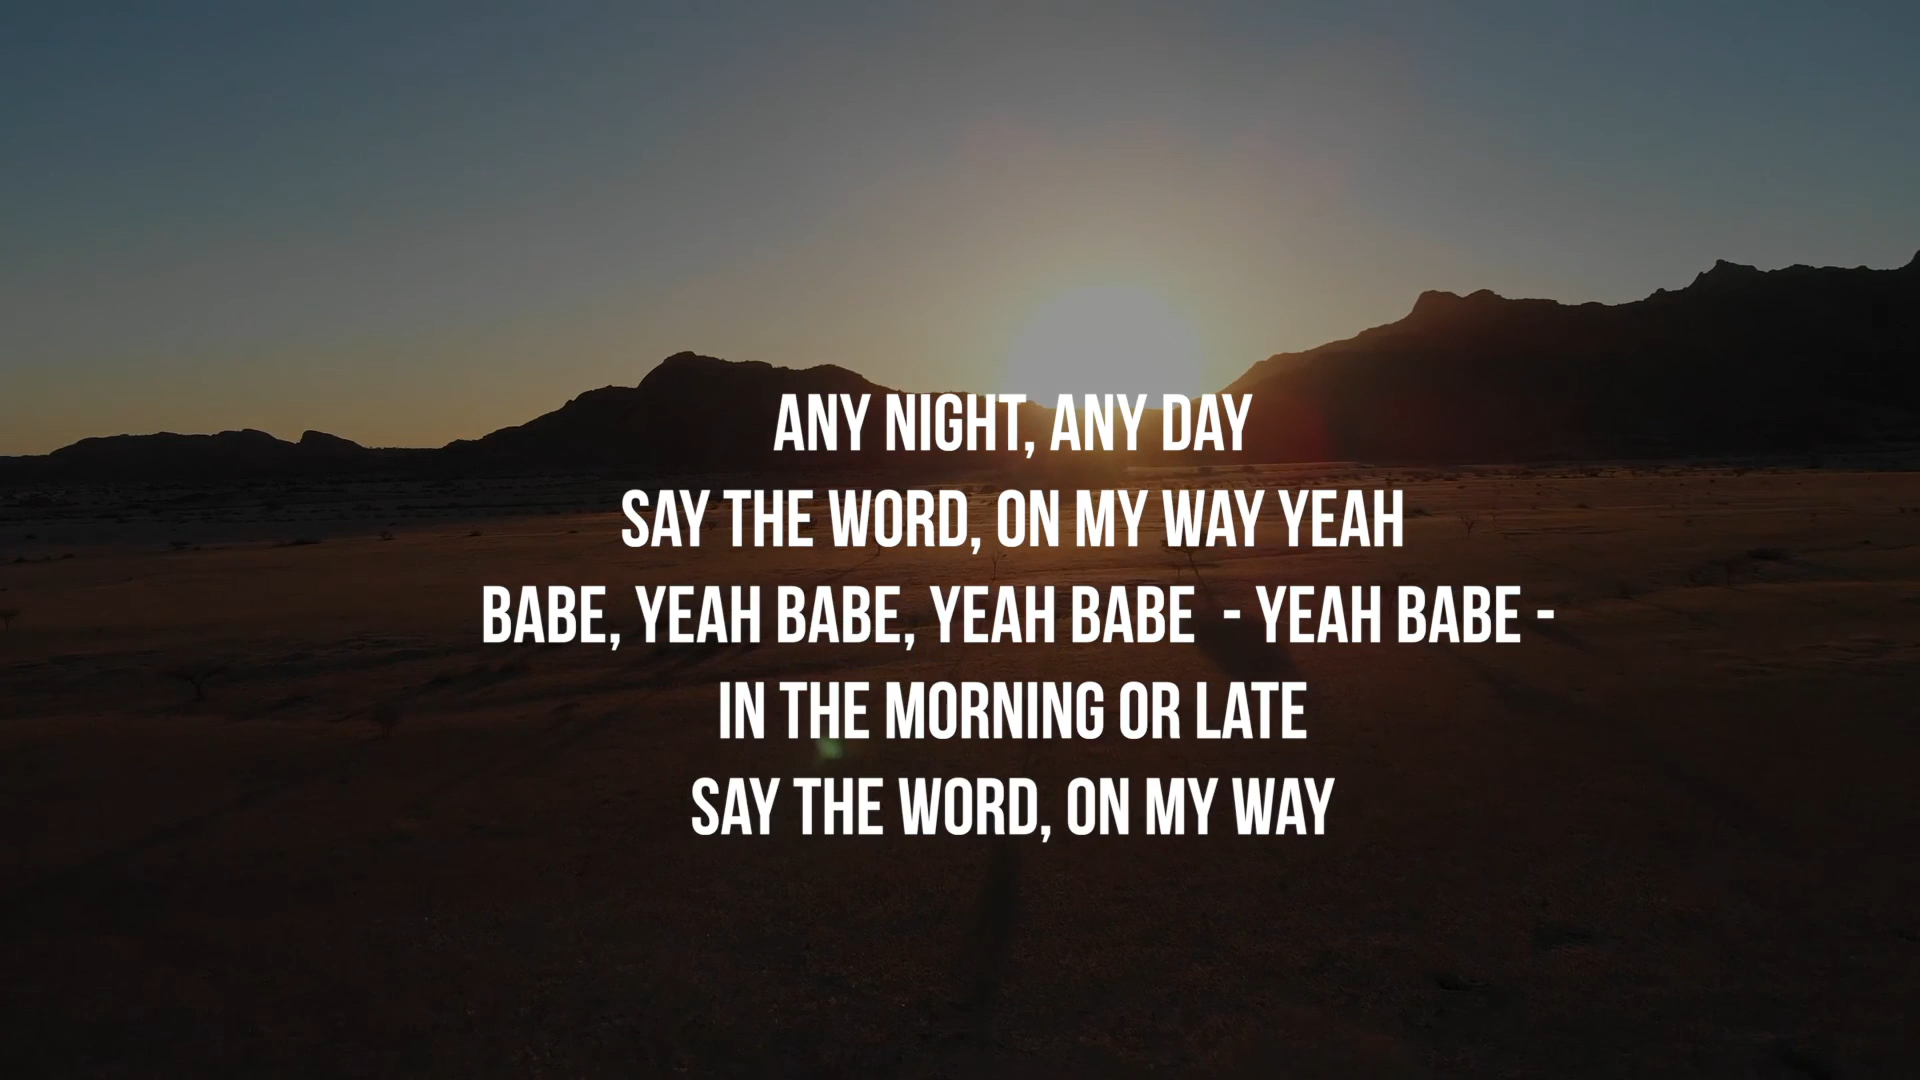 ANY NIGHT, ANY DAY
SAY THE WORD, ON MY WAY YEAH
BABE, YEAH BABE, YEAH BABE  - YEAH BABE -
IN THE MORNING OR LATE
SAY THE WORD, ON MY WAY